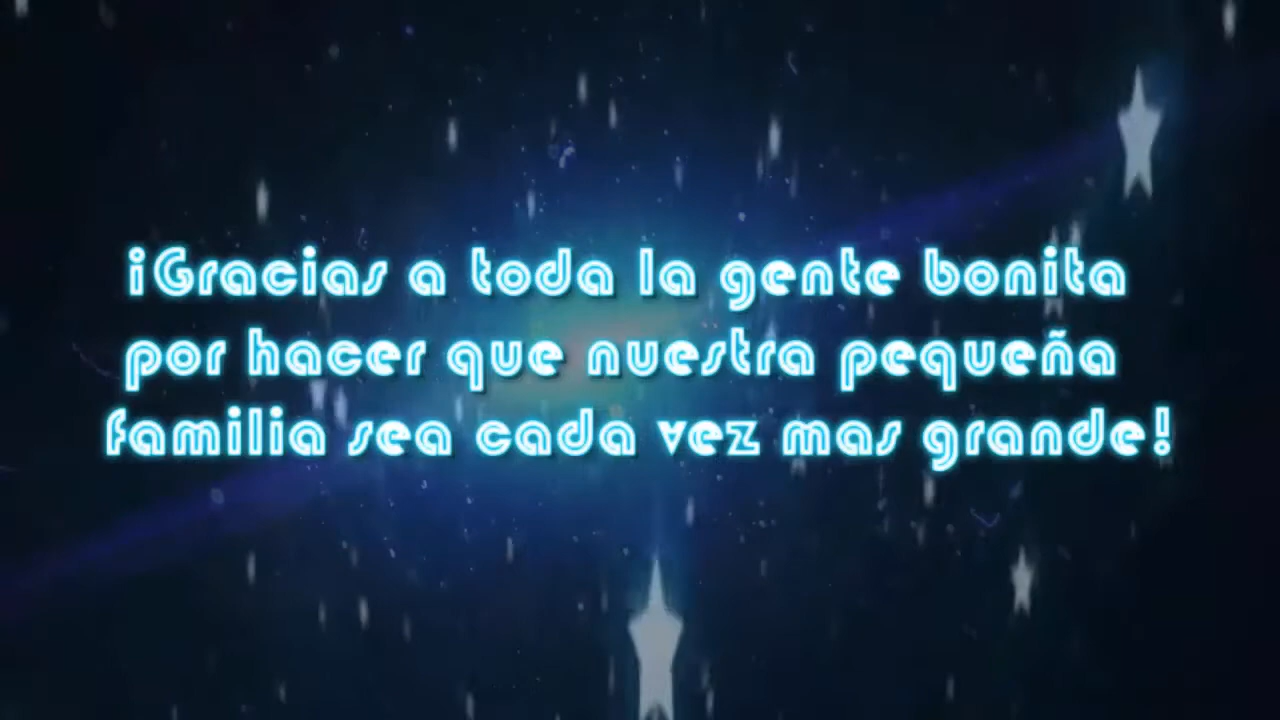 ¡Gracias a toda la gente bonita
por hacer que nuestra pequeña
familia sea cada vez mas grande!